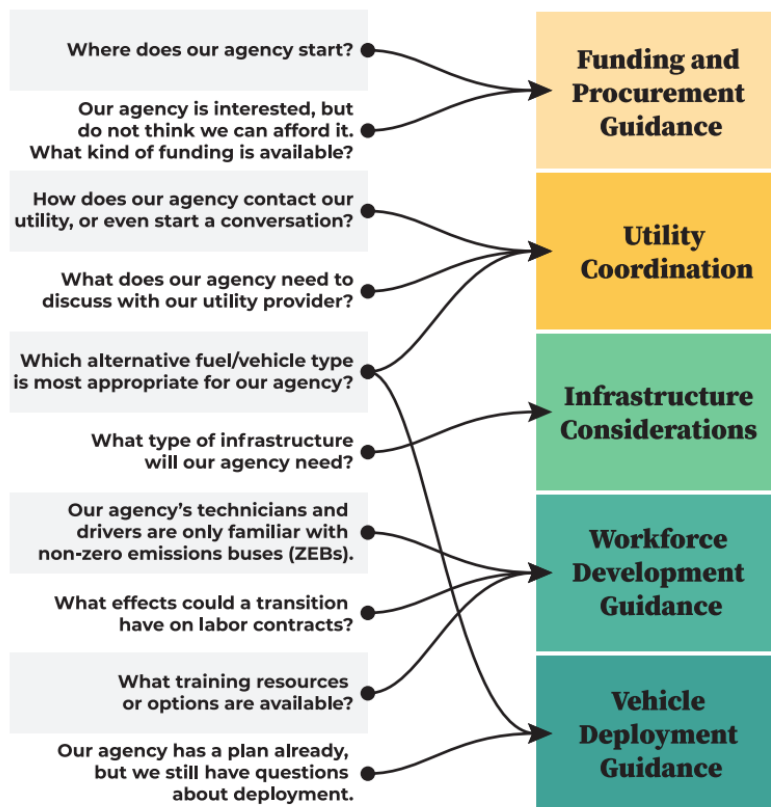 Where does our agency start?
Our agency is interested, but
do not think we can afford it.
What kind of funding is available?
How does our agency contact our
utility, or even start a conversation?
What does our agency need to
discuss with our utility provider?
Which alternative fuel/vehicle type
is most appropriate for our agency?
What type of infrastructure
will our agency need?
Our agency’s technicians and
drivers are only familiar with
non-zero emissions buses (ZEBs).
What effects could a transition
have on labor contracts?
What training resources
or options are available?
Our agency has a plan already,
but we still have questions
about deployment.
Funding and
Procurement
Guidance
Utility
Coordination
Infrastructure
Considerations
Workforce
Development
Guidance
Vehicle
Deployment
Guidance